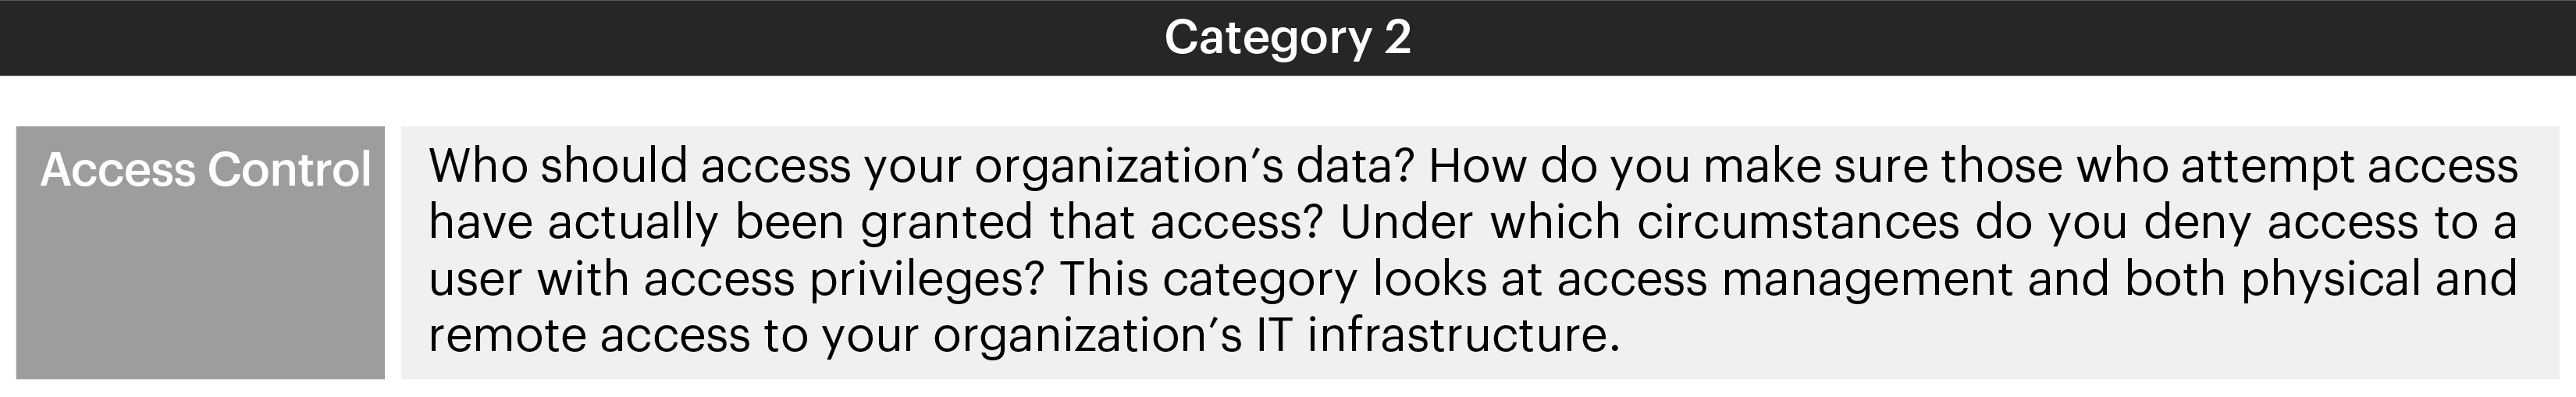 Category 2
Access Control
Who should access your organization’s data? How do you make sure those who attempt access
have actually been granted that access? Under which circumstances do you deny access to a
user with access privileges? This category looks at access management and both physical and
remote access to your organization’s IT infrastructure.